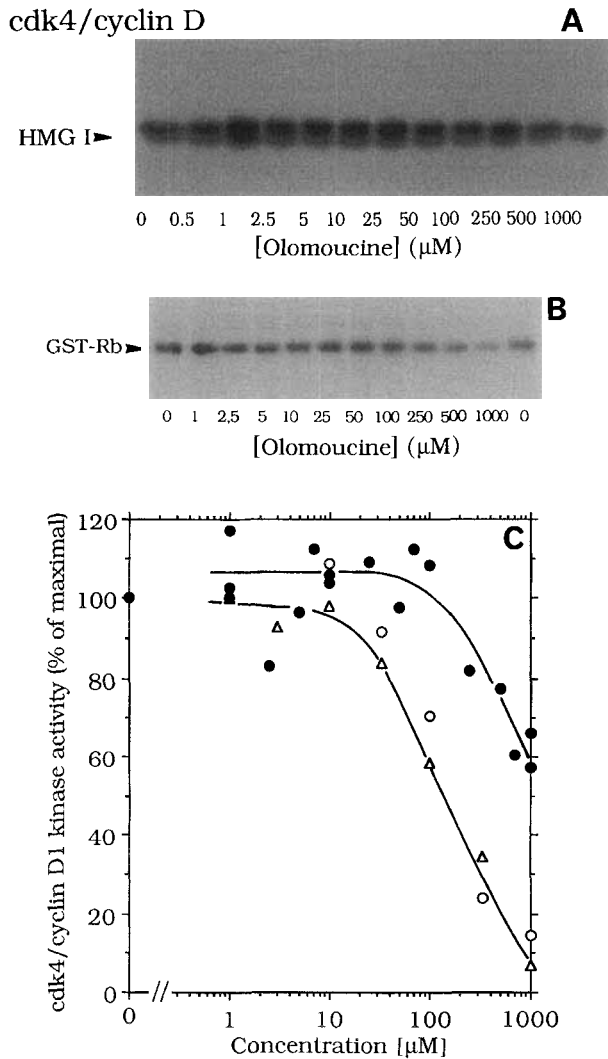 cdk4/cyclin D
A
HMG I
0 0.5 1 2.5 5 10 25 50 100 250 500 1000
[Olomoucine] (µM)
B
GST-Rb
0 1 2,5 5 10 25 50 100 250 500 1000 0
[Olomoucine] (µM)
C
cdk4/cyclin D1 kinase activity (% of maximal)
120
100
80
60
40
20
0
0 // 1 10 100 1000
Concentration [µM]